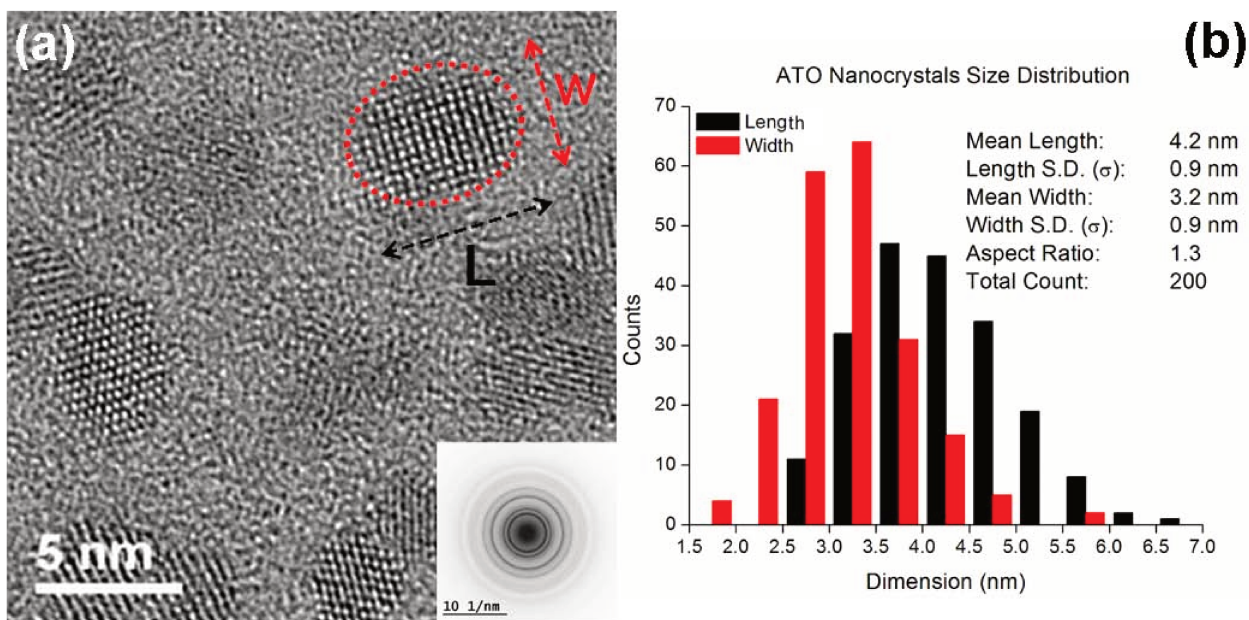 (a)
W
L
5 nm
10 1/nm
(b)
ATO Nanocrystals Size Distribution
Length
Width
Mean Length: 4.2 nm
Length S.D. (σ): 0.9 nm
Mean Width: 3.2 nm
Width S.D. (σ): 0.9 nm
Aspect Ratio: 1.3
Total Count: 200
70
60
50
40
30
20
10
0
Counts
1.5 2.0 2.5 3.0 3.5 4.0 4.5 5.0 5.5 6.0 6.5 7.0
Dimension (nm)